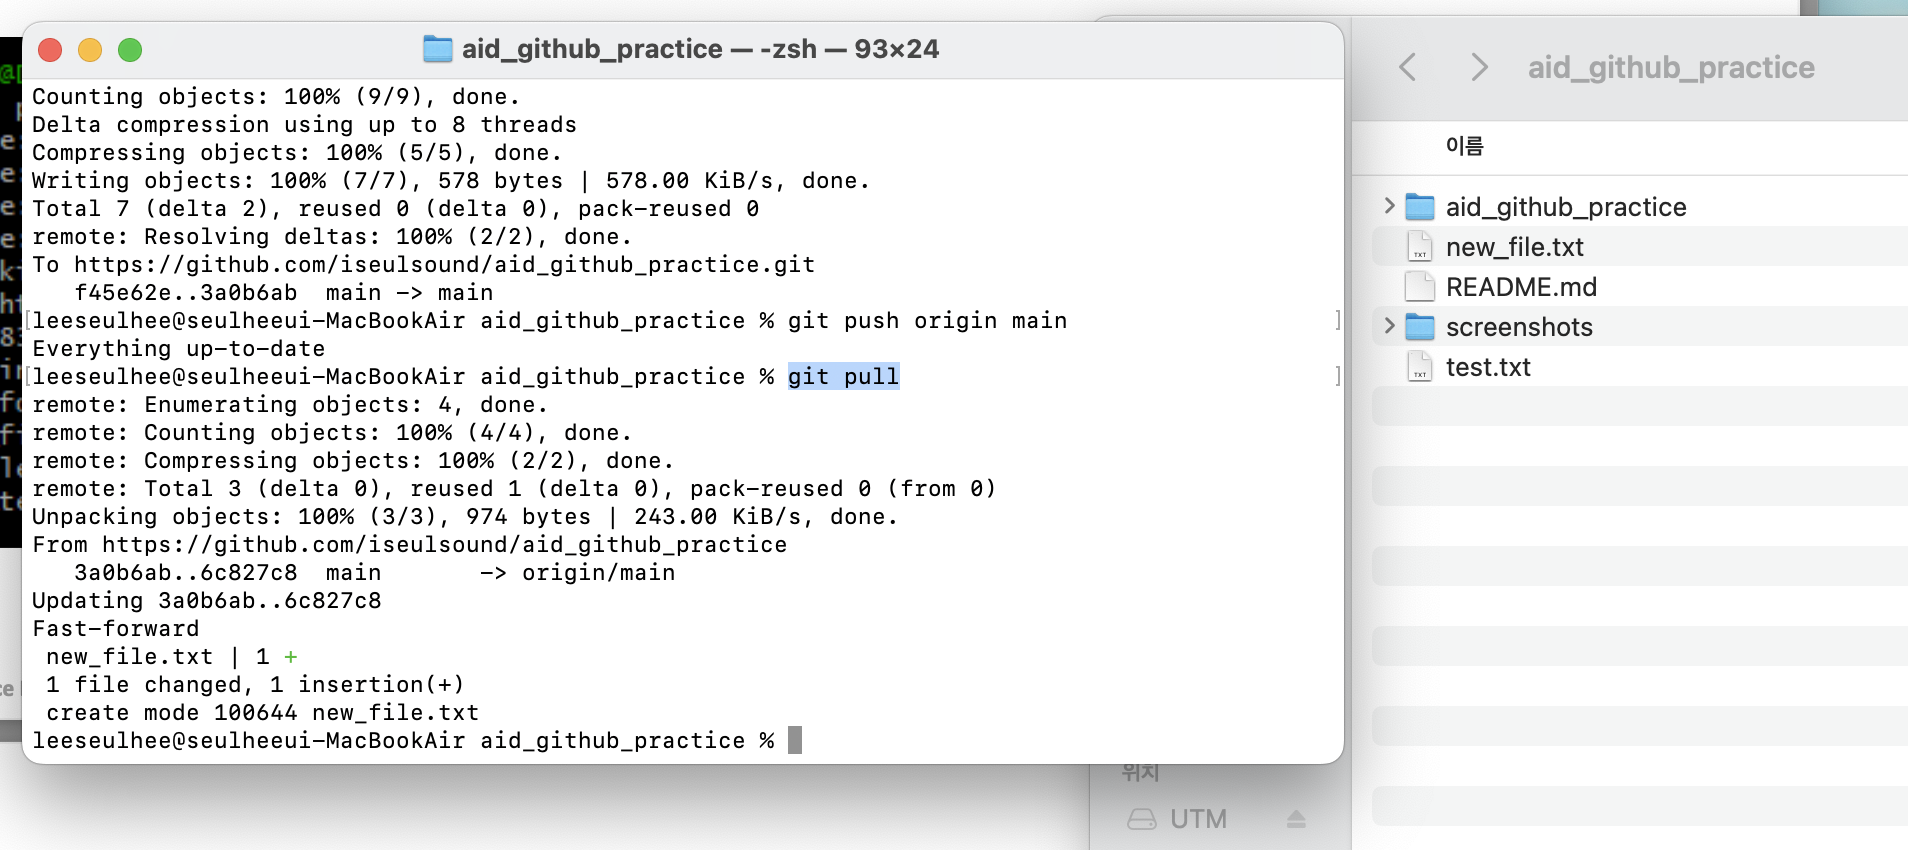 aid_github_practice — -zsh — 93×24
Counting objects: 100% (9/9), done.
Delta compression using up to 8 threads
Compressing objects: 100% (5/5), done.
Writing objects: 100% (7/7), 578 bytes | 578.00 KiB/s, done.
Total 7 (delta 2), reused 0 (delta 0), pack-reused 0
remote: Resolving deltas: 100% (2/2), done.
To https://github.com/iseulsound/aid_github_practice.git
f45e62e..3a0b6ab  main -> main
[leeseulhee@seulheeui-MacBookAir aid_github_practice % git push origin main ]
Everything up-to-date
[leeseulhee@seulheeui-MacBookAir aid_github_practice % git pull ]
remote: Enumerating objects: 4, done.
remote: Counting objects: 100% (4/4), done.
remote: Compressing objects: 100% (2/2), done.
remote: Total 3 (delta 0), reused 1 (delta 0), pack-reused 0 (from 0)
Unpacking objects: 100% (3/3), 974 bytes | 243.00 KiB/s, done.
From https://github.com/iseulsound/aid_github_practice
3a0b6ab..6c827c8  main       -> origin/main
Updating 3a0b6ab..6c827c8
Fast-forward
new_file.txt | 1 +
1 file changed, 1 insertion(+)
create mode 100644 new_file.txt
leeseulhee@seulheeui-MacBookAir aid_github_practice %
aid_github_practice
이름
aid_github_practice
new_file.txt
README.md
screenshots
test.txt
위치
UTM